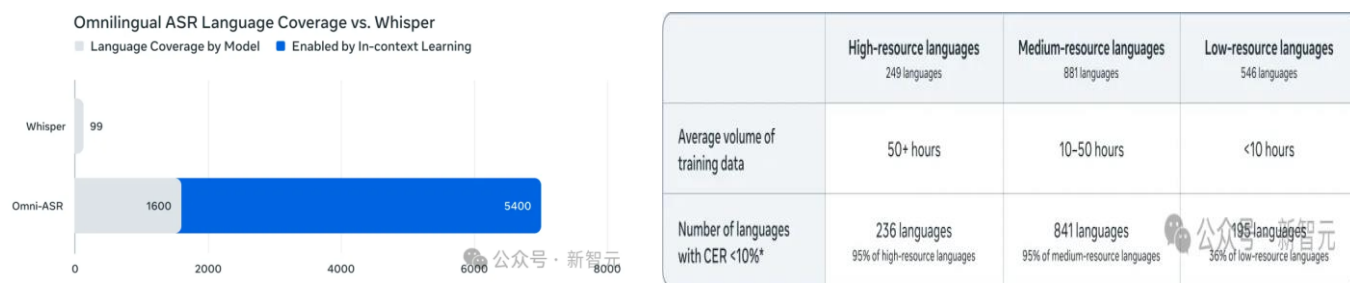 Omnilingual ASR Language Coverage vs. Whisper
Language Coverage by Model
Enabled by In-context Learning
Whisper
99
Omni-ASR
1600
5400
0
2000
4000
6000
8000
公众号 · 新智元
High-resource languages
249 languages
Medium-resource languages
881 languages
Low-resource languages
546 languages
Average volume of
training data
50+ hours
10-50 hours
<10 hours
Number of languages
with CER <10%*
236 languages
95% of high-resource languages
841 languages
95% of medium-resource languages
195 languages
36% of low-resource languages
公众号 · 新智元